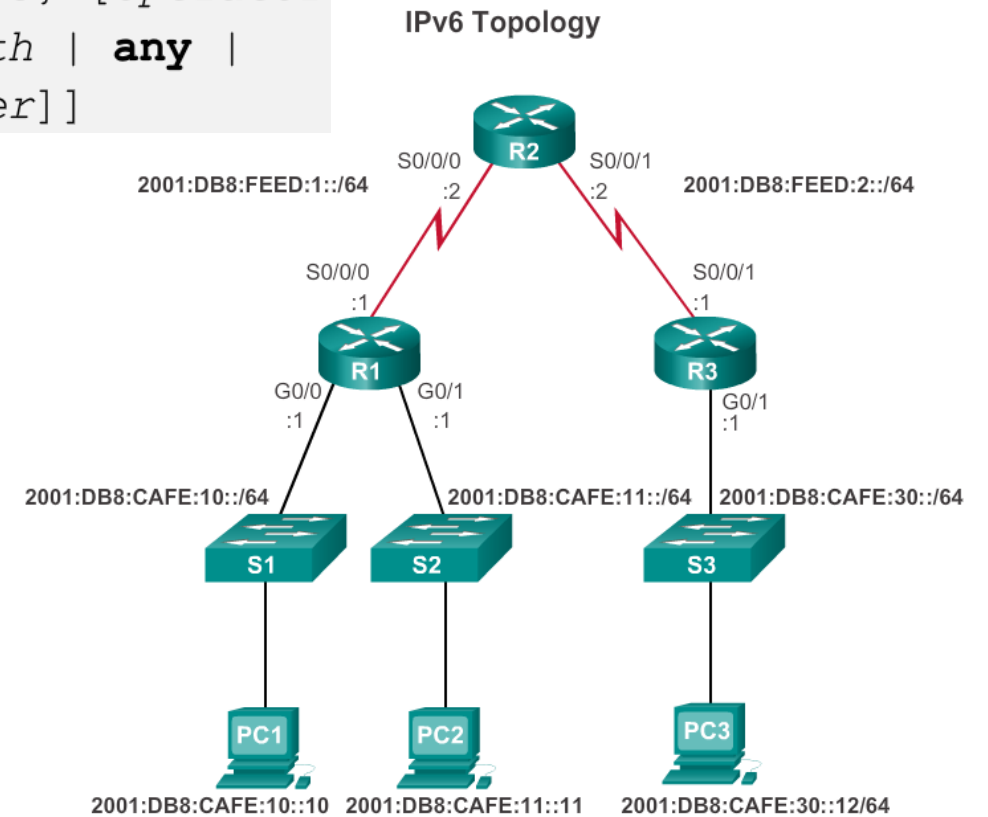 th | any |
er]]
IPv6 Topology
R2
S0/0/0
S0/0/1
2001:DB8:FEED:1::/64
:2
:2
2001:DB8:FEED:2::/64
S0/0/0
S0/0/1
:1
:1
R1
R3
G0/0
G0/1
G0/1
:1
:1
:1
2001:DB8:CAFE:10::/64
2001:DB8:CAFE:11::/64
2001:DB8:CAFE:30::/64
S1
S2
S3
PC1
PC2
PC3
2001:DB8:CAFE:10::10
2001:DB8:CAFE:11::11
2001:DB8:CAFE:30::12/64